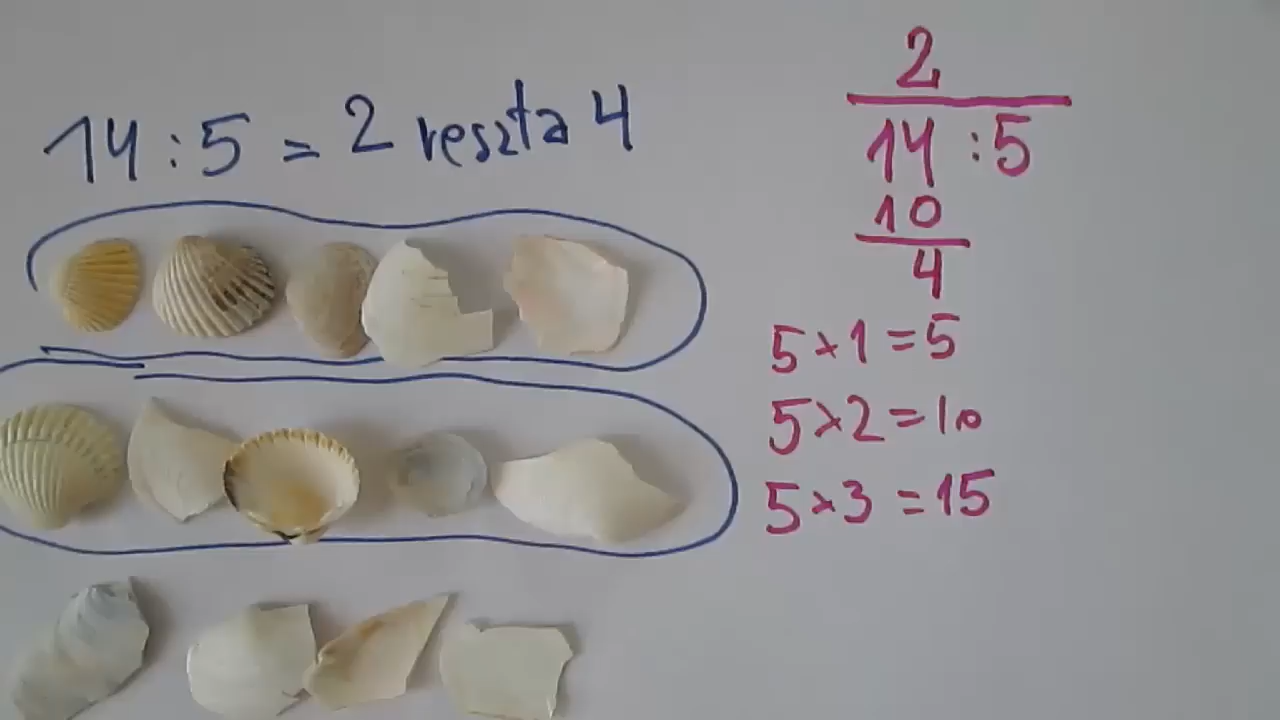 14 : 5 = 2 reszta 4
2
14 : 5
10
4
5 × 1 = 5
5 × 2 = 10
5 × 3 = 15